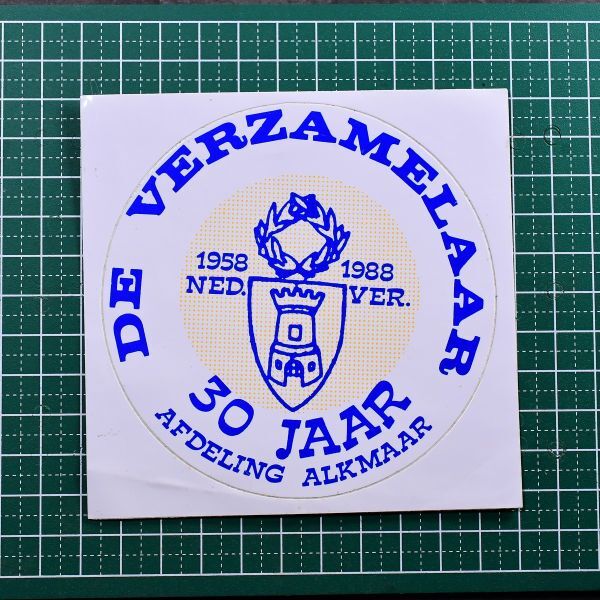 DE VERZAMELAAR
1958 1988
NED. VER.
30 JAAR
AFDELING ALKMAAR